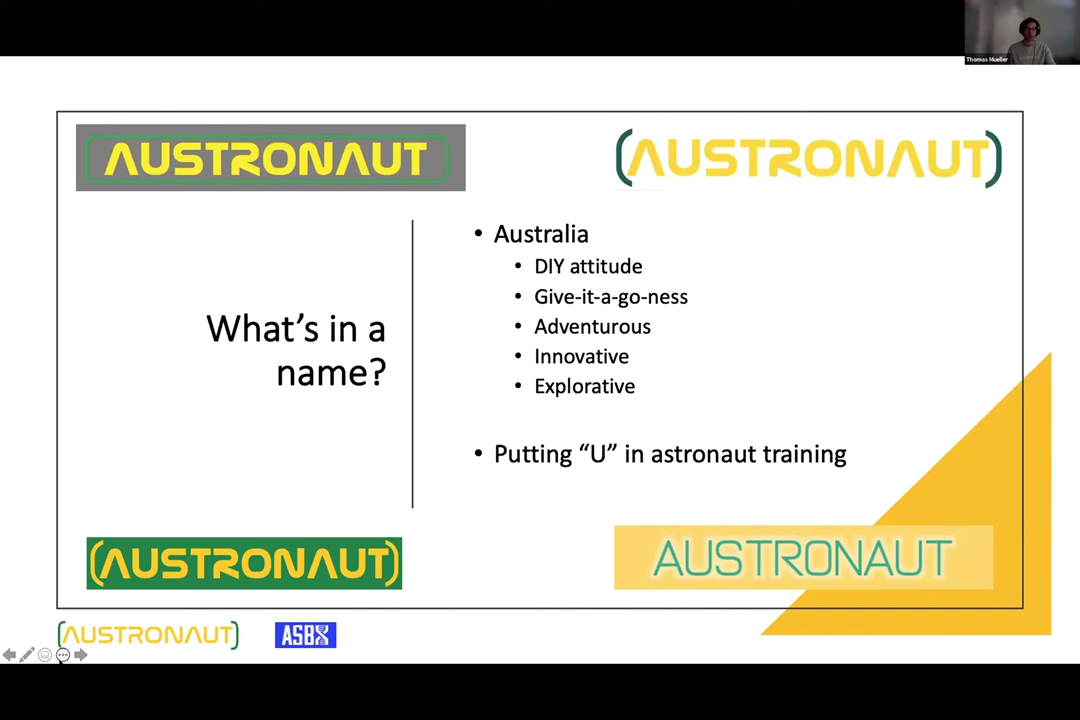 Thomas Mueller
AUSTRONAUT
(AUSTRONAUT)
What's in a
name?
• Australia
• DIY attitude
• Give-it-a-go-ness
• Adventurous
• Innovative
• Explorative
• Putting “U” in astronaut training
(AUSTRONAUT)
AUSTRONAUT
(AUSTRONAUT)
ASBX